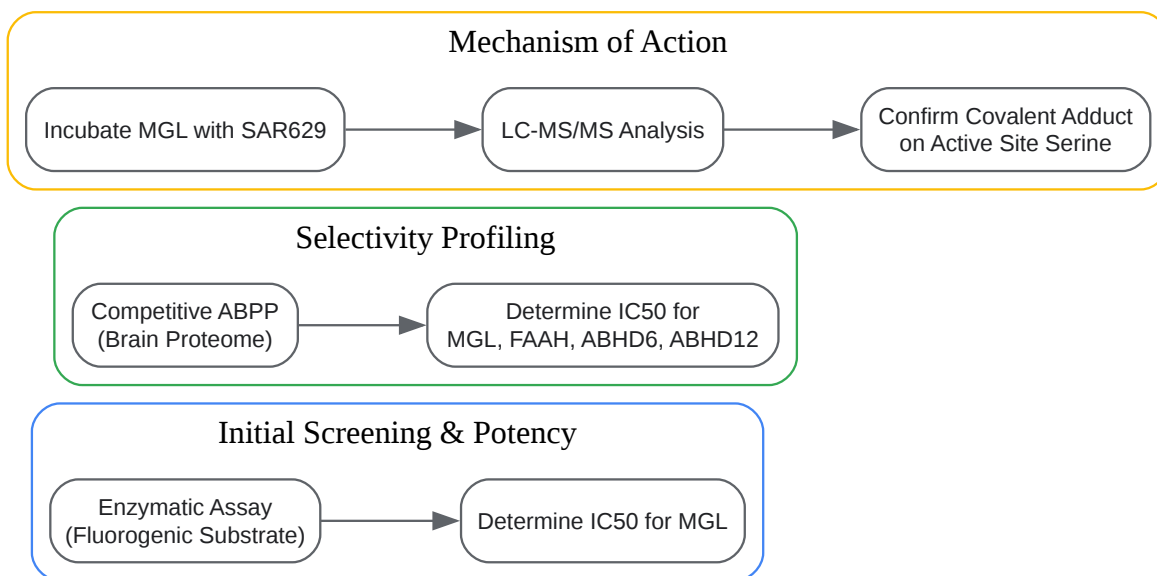 Mechanism of Action
Incubate MGL with SAR629
LC-MS/MS Analysis
Confirm Covalent Adduct
on Active Site Serine
Selectivity Profiling
Competitive ABPP
(Brain Proteome)
Determine IC50 for
MGL, FAAH, ABHD6, ABHD12
Initial Screening & Potency
Enzymatic Assay
(Fluorogenic Substrate)
Determine IC50 for MGL